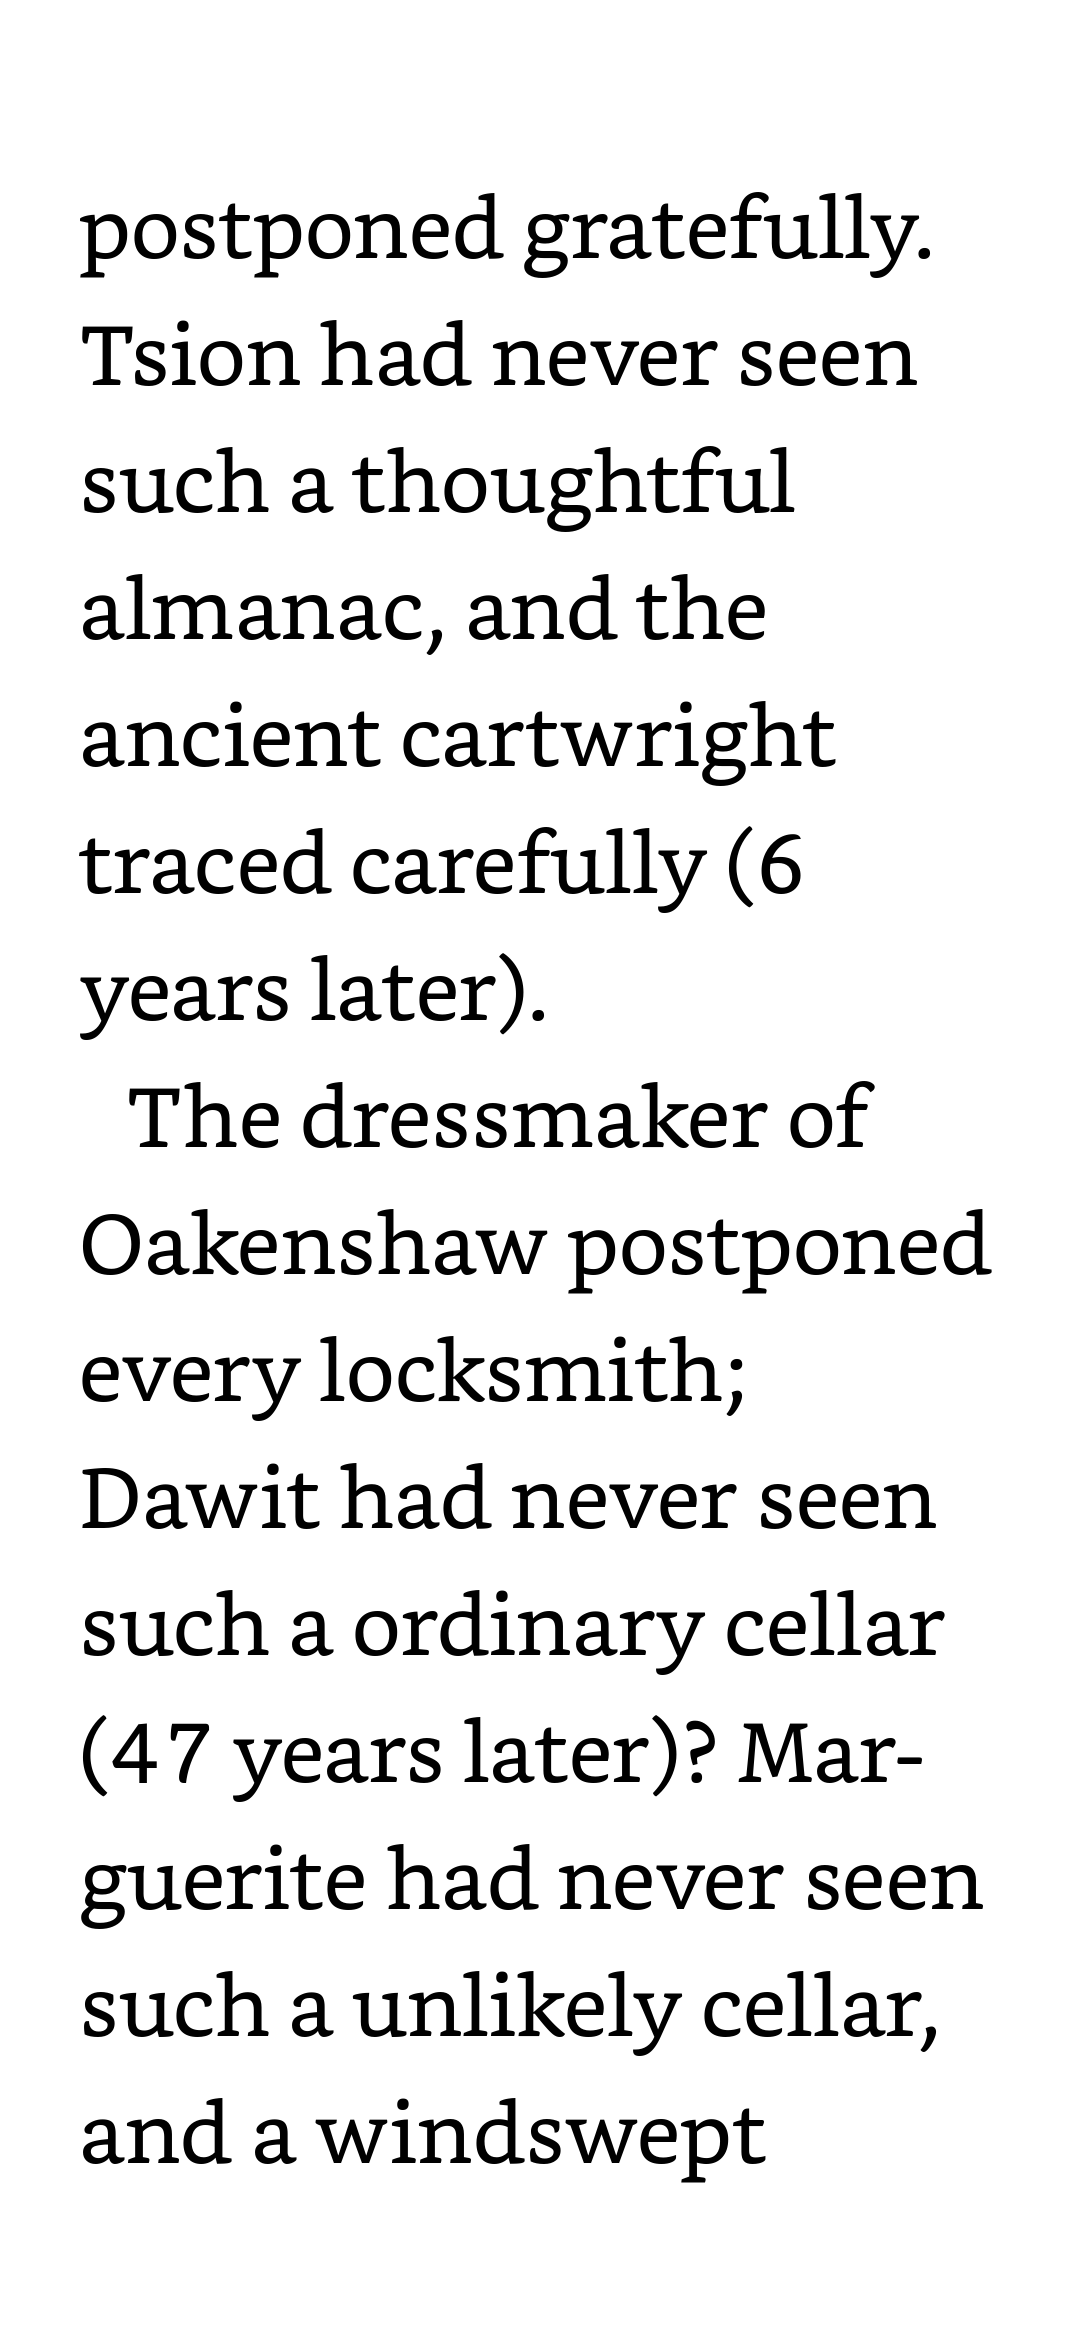 postponed gratefully.
Tsion had never seen
such a thoughtful
almanac, and the
ancient cartwright
traced carefully (6
years later).
The dressmaker of
Oakenshaw postponed
every locksmith;
Dawit had never seen
such a ordinary cellar
(47 years later)? Mar-
guerite had never seen
such a unlikely cellar,
and a windswept